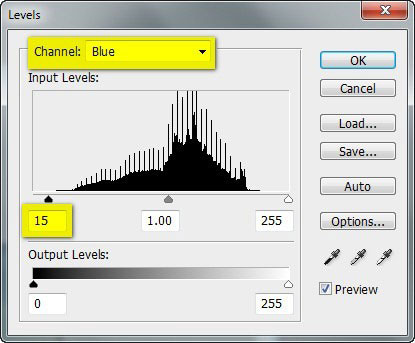 Levels
Channel: Blue
Input Levels:
15 1.00 255
Output Levels:
0 255
OK
Cancel
Load...
Save...
Auto
Options...
Preview